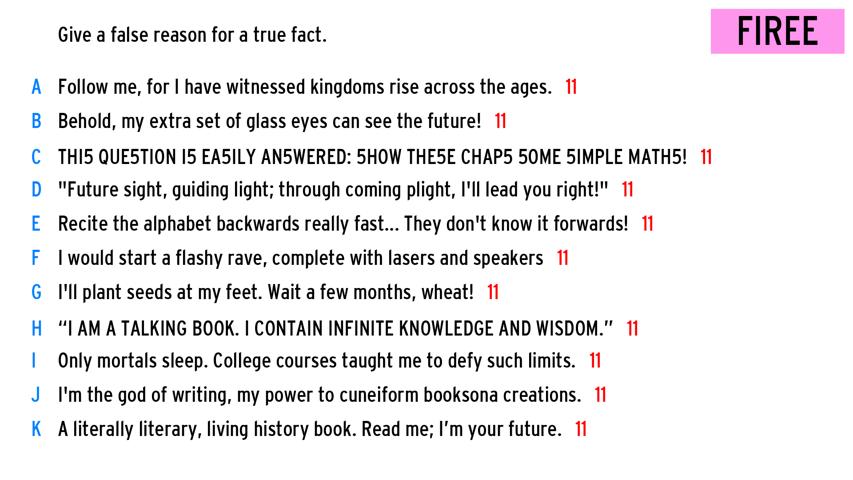 Give a false reason for a true fact.
FIREE
A Follow me, for I have witnessed kingdoms rise across the ages. 11
B Behold, my extra set of glass eyes can see the future! 11
C THI5 QUE5TION I5 EA5ILY AN5WERED: 5HOW THE5E CHAP5 5OME 5IMPLE MATH5! 11
D "Future sight, guiding light; through coming plight, I'll lead you right!" 11
E Recite the alphabet backwards really fast... They don't know it forwards! 11
F I would start a flashy rave, complete with lasers and speakers 11
G I'll plant seeds at my feet. Wait a few months, wheat! 11
H “I AM A TALKING BOOK. I CONTAIN INFINITE KNOWLEDGE AND WISDOM.” 11
I Only mortals sleep. College courses taught me to defy such limits. 11
J I'm the god of writing, my power to cuneiform booksona creations. 11
K A literally literary, living history book. Read me; I’m your future. 11